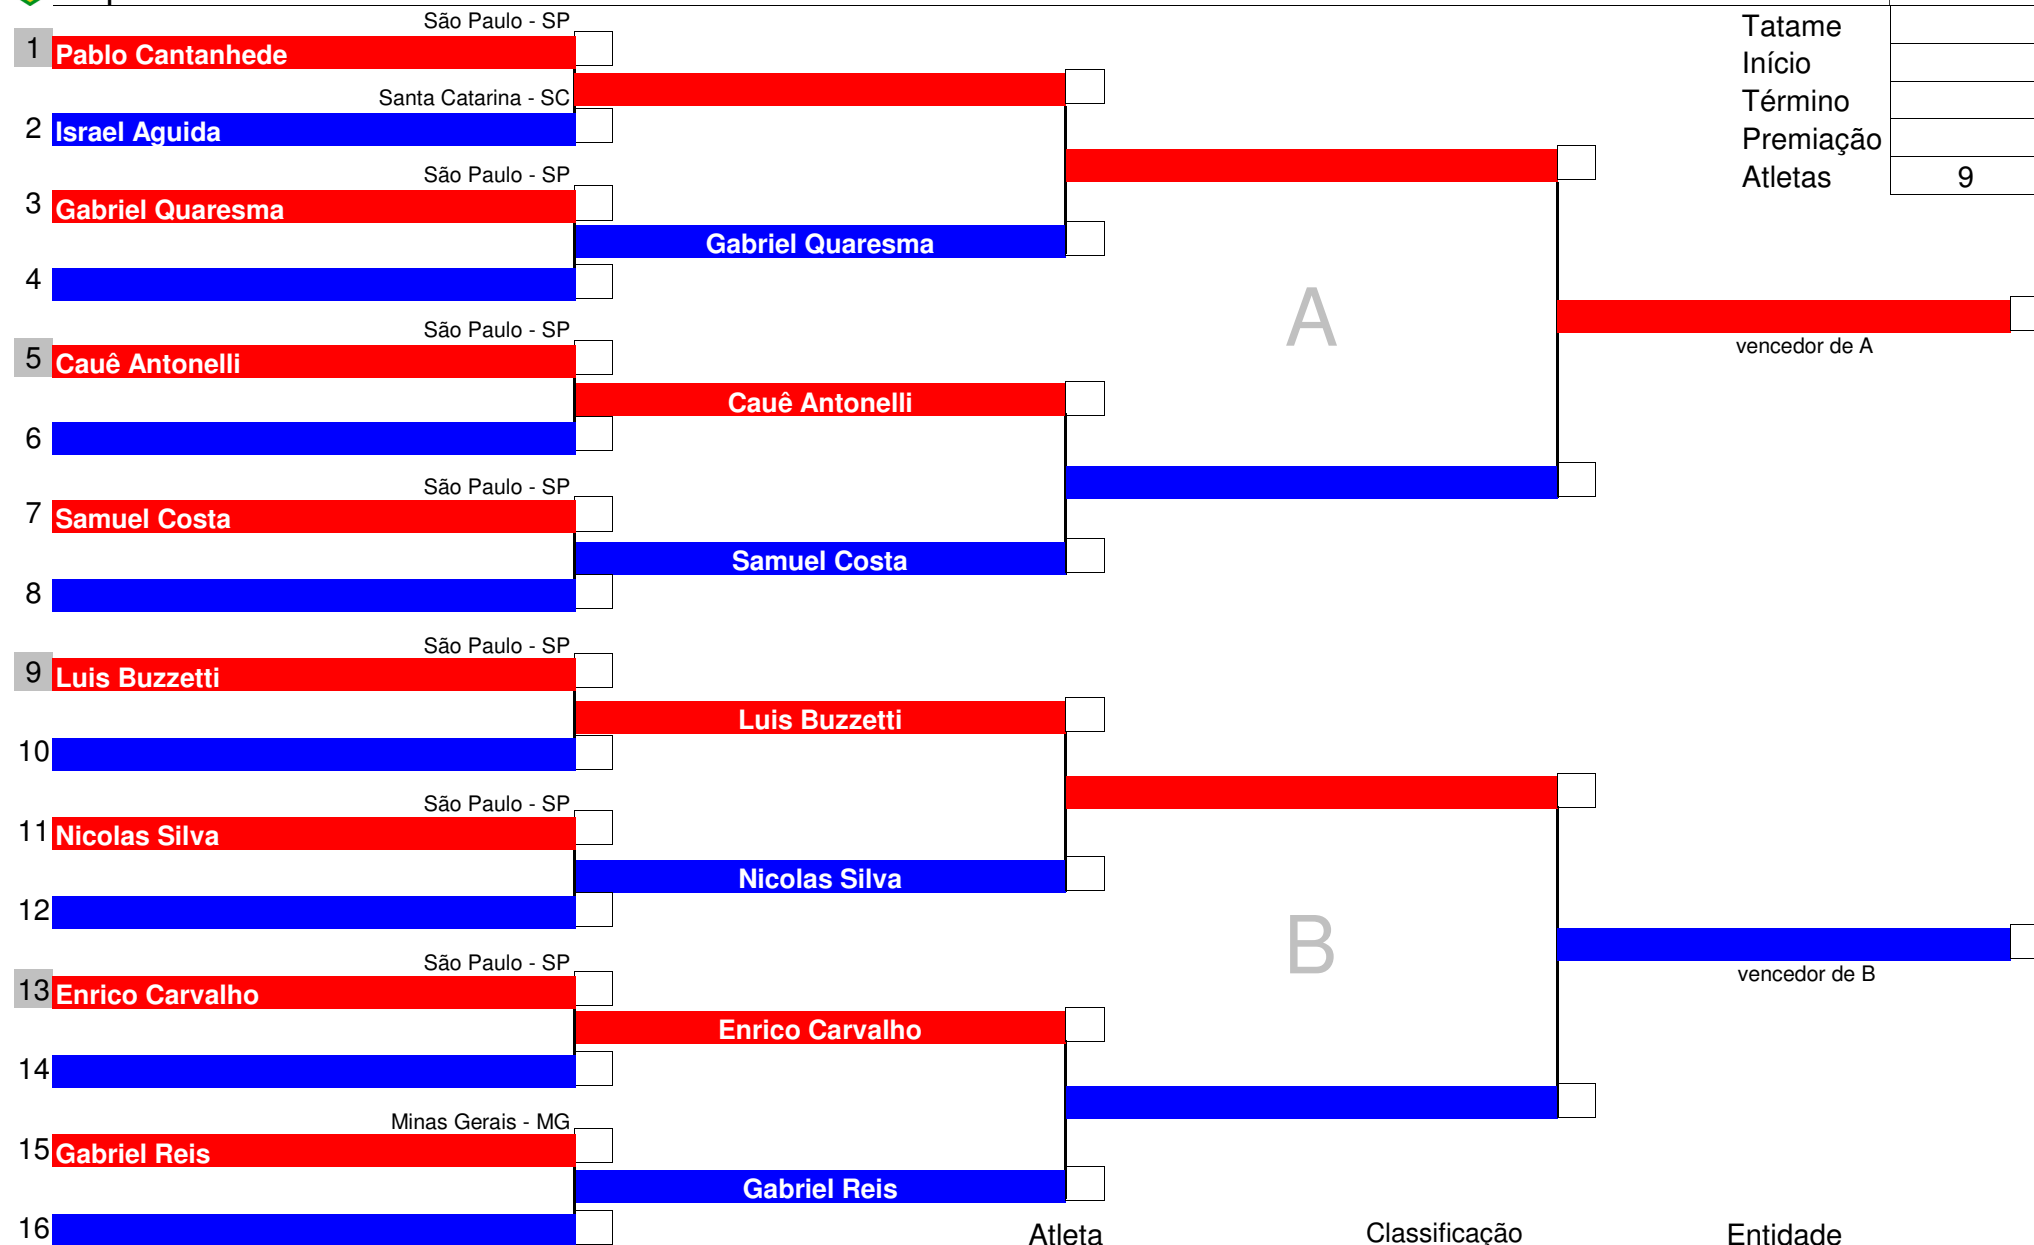 São Paulo - SP
1 Pablo Cantanhede
Santa Catarina - SC
2 Israel Aguida
São Paulo - SP
3 Gabriel Quaresma
Gabriel Quaresma
4
São Paulo - SP
5 Cauê Antonelli
Cauê Antonelli
6
São Paulo - SP
7 Samuel Costa
Samuel Costa
8
São Paulo - SP
9 Luis Buzzetti
Luis Buzzetti
10
São Paulo - SP
11 Nicolas Silva
Nicolas Silva
12
São Paulo - SP
13 Enrico Carvalho
Enrico Carvalho
14
Minas Gerais - MG
15 Gabriel Reis
Gabriel Reis
16
A
B
vencedor de A
vencedor de B
Tatame
Início
Término
Premiação
Atletas 9
Atleta Classificação Entidade